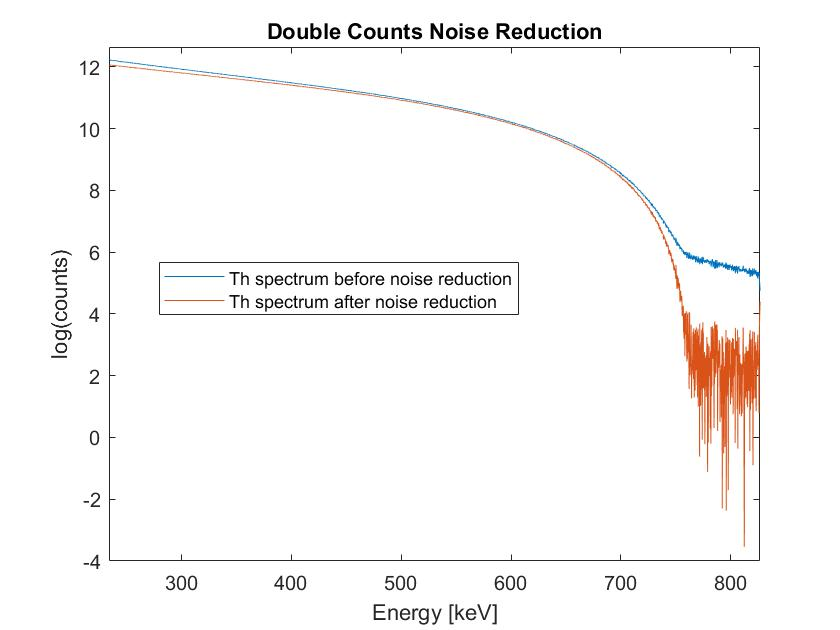 Double Counts Noise Reduction
12
10
8
6
4
2
0
-2
-4
log(counts)
Th spectrum before noise reduction
Th spectrum after noise reduction
300 400 500 600 700 800
Energy [keV]